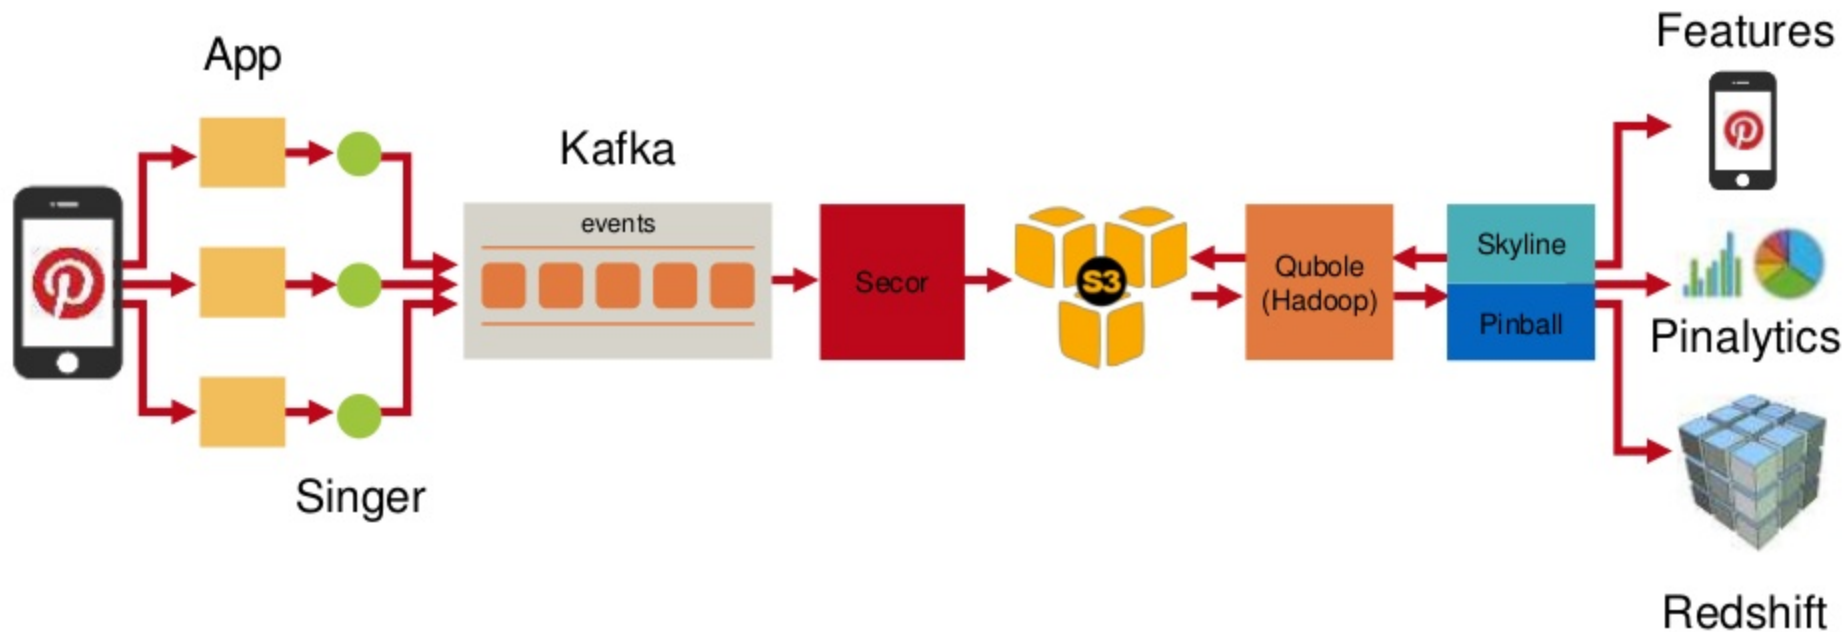 App
Singer
Kafka
events
Secor
S3
Qubole
(Hadoop)
Skyline
Pinball
Features
Pinalytics
Redshift